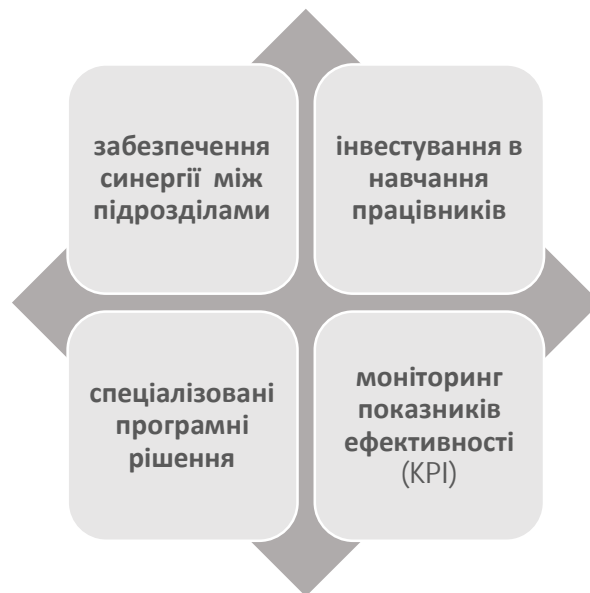 забезпечення
синергії між
підрозділами
інвестування в
навчання
працівників
спеціалізовані
програмні
рішення
моніторинг
показників
ефективності
(KPI)